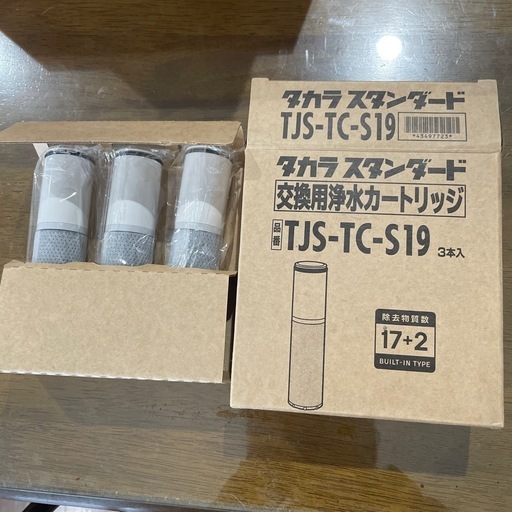 タカラスタンダード
TJS-TC-S19
*43497723*
タカラスタンダード
交換用浄水カートリッジ
品番 TJS-TC-S19 3本入
除去物質数
17+2
BUILT-IN TYPE